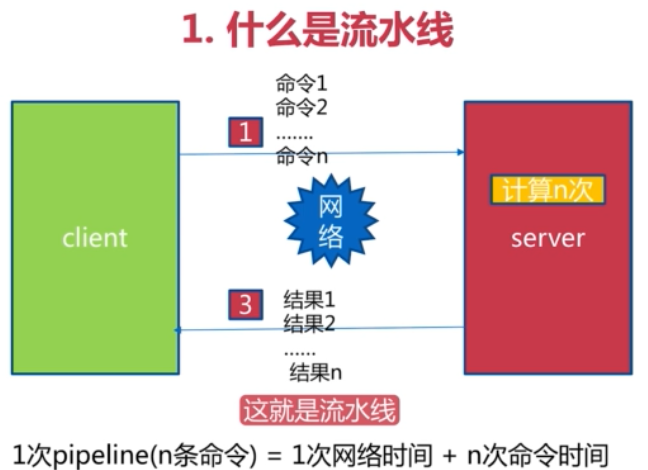 1. 什么是流水线
命令1
命令2
1
.......
命令n
计算n次
网
络
client
server
3
结果1
结果2
......
结果n
这就是流水线
1次pipeline(n条命令) = 1次网络时间 + n次命令时间